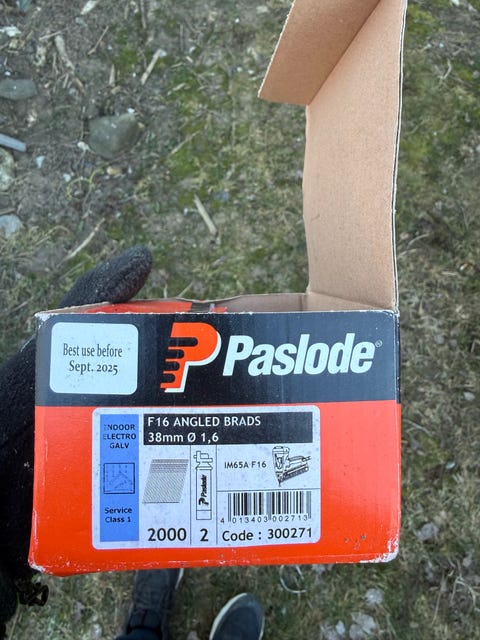 Best use before
Sept. 2025
Paslode®
INDOOR
ELECTRO
GALV
Service
Class 1
F16 ANGLED BRADS
38mm Ø 1,6
Paslode
IM65A F16
4 013403 002713
2000
2
Code : 300271